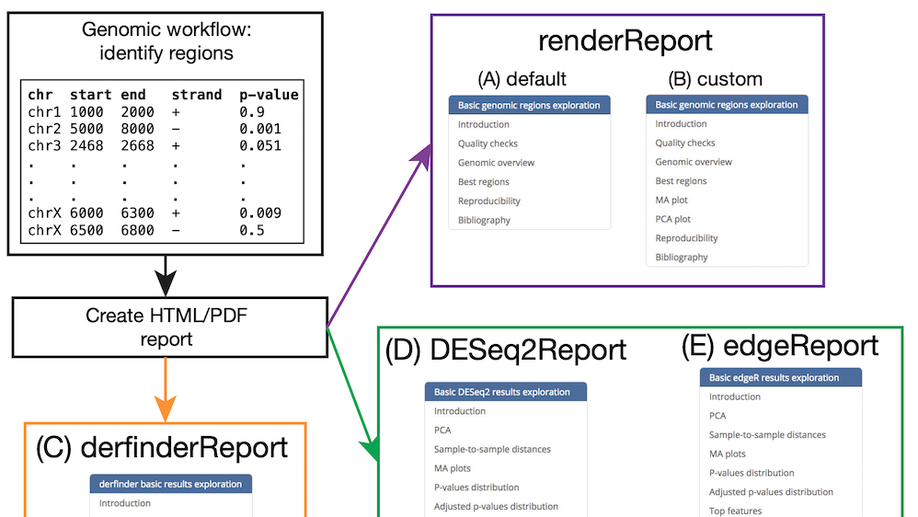 Genomic workflow:
identify regions
chr start end strand p-value
chr1 1000 2000 + 0.9
chr2 5000 8000 – 0.001
chr3 2468 2668 + 0.051
. . . . .
. . . . .
. . . . .
chrX 6000 6300 + 0.009
chrX 6500 6800 – 0.5
Create HTML/PDF
report
renderReport
(A) default
Basic genomic regions exploration
Introduction
Quality checks
Genomic overview
Best regions
Reproducibility
Bibliography
(B) custom
Basic genomic regions exploration
Introduction
Quality checks
Genomic overview
Best regions
MA plot
PCA plot
Reproducibility
Bibliography
(C) derfinderReport
derfinder basic results exploration
Introduction
(D) DESeq2Report
Basic DESeq2 results exploration
Introduction
PCA
Sample-to-sample distances
MA plots
P-values distribution
Adjusted p-values distribution
(E) edgeReport
Basic edgeR results exploration
Introduction
PCA
Sample-to-sample distances
MA plots
P-values distribution
Adjusted p-values distribution
Top features